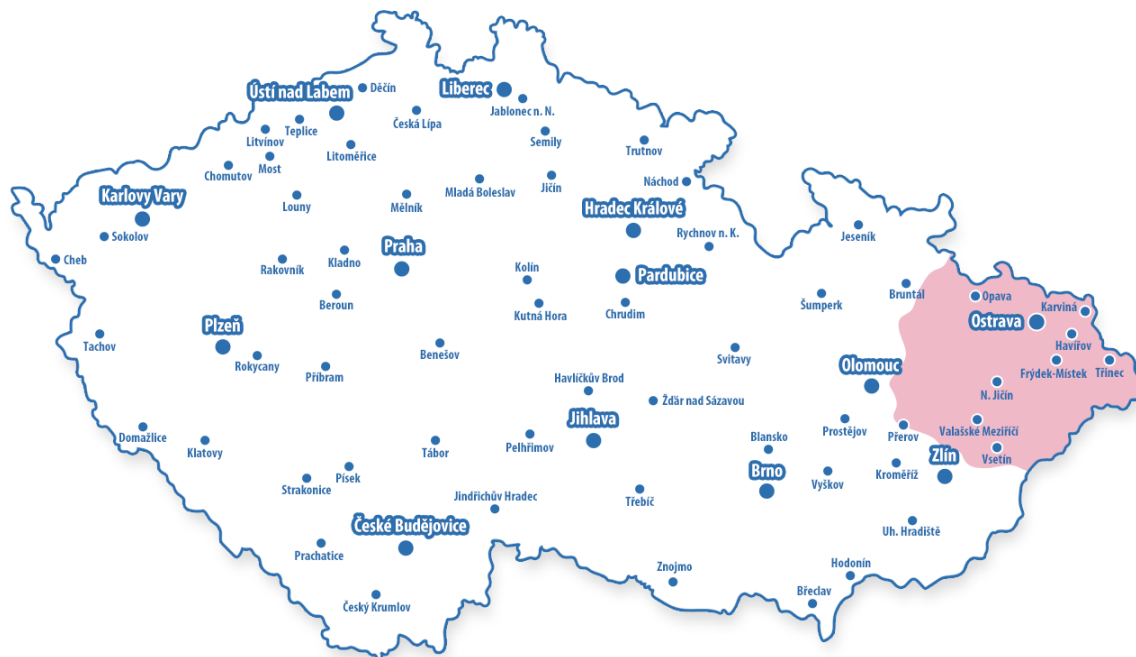 Děčín
Ústí nad Labem
Liberec
Jablonec n. N.
Česká Lípa
Teplice
Litvínov
Semily
Trutnov
Litoměřice
Most
Chomutov
Náchod
Mladá Boleslav
Jičín
Karlovy Vary
Louny
Mělník
Hradec Králové
Rychnov n. K.
Jeseník
Sokolov
Praha
Cheb
Rakovník
Kladno
Kolín
Pardubice
Bruntál
Opava
Beroun
Kutná Hora
Chrudim
Šumperk
Karviná
Ostrava
Plzeň
Tachov
Rokycany
Benešov
Svitavy
Havířov
Příbram
Havlíčkův Brod
Olomouc
Frýdek-Místek
Třinec
N. Jičín
Žďár nad Sázavou
Jihlava
Domažlice
Klatovy
Tábor
Pelhřimov
Blansko
Prostějov
Přerov
Valašské Meziříčí
Vsetín
Brno
Zlín
Strakonice
Písek
Vyškov
Kroměříž
Třebíč
Jindřichův Hradec
České Budějovice
Uh. Hradiště
Prachatice
Znojmo
Hodonín
Břeclav
Český Krumlov